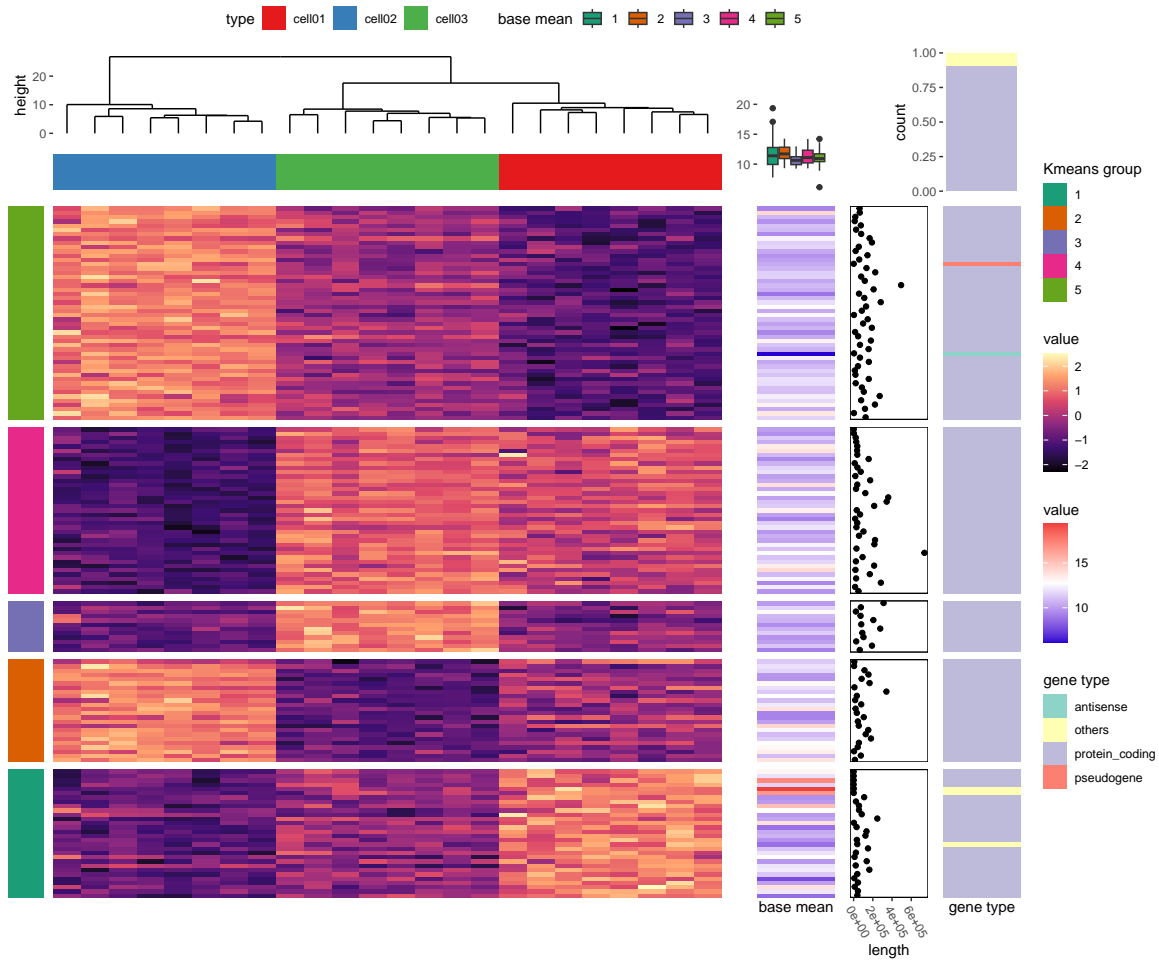 type cell01 cell02 cell03 base mean 1 2 3 4 5
height
20
10
0
20
15
10
count
1.00
0.75
0.50
0.25
0.00
Kmeans group
1
2
3
4
5
value
2
1
0
−1
−2
value
15
10
gene type
antisense
others
protein_coding
pseudogene
base mean
0e+00
2e+05
4e+05
6e+05
length
gene type